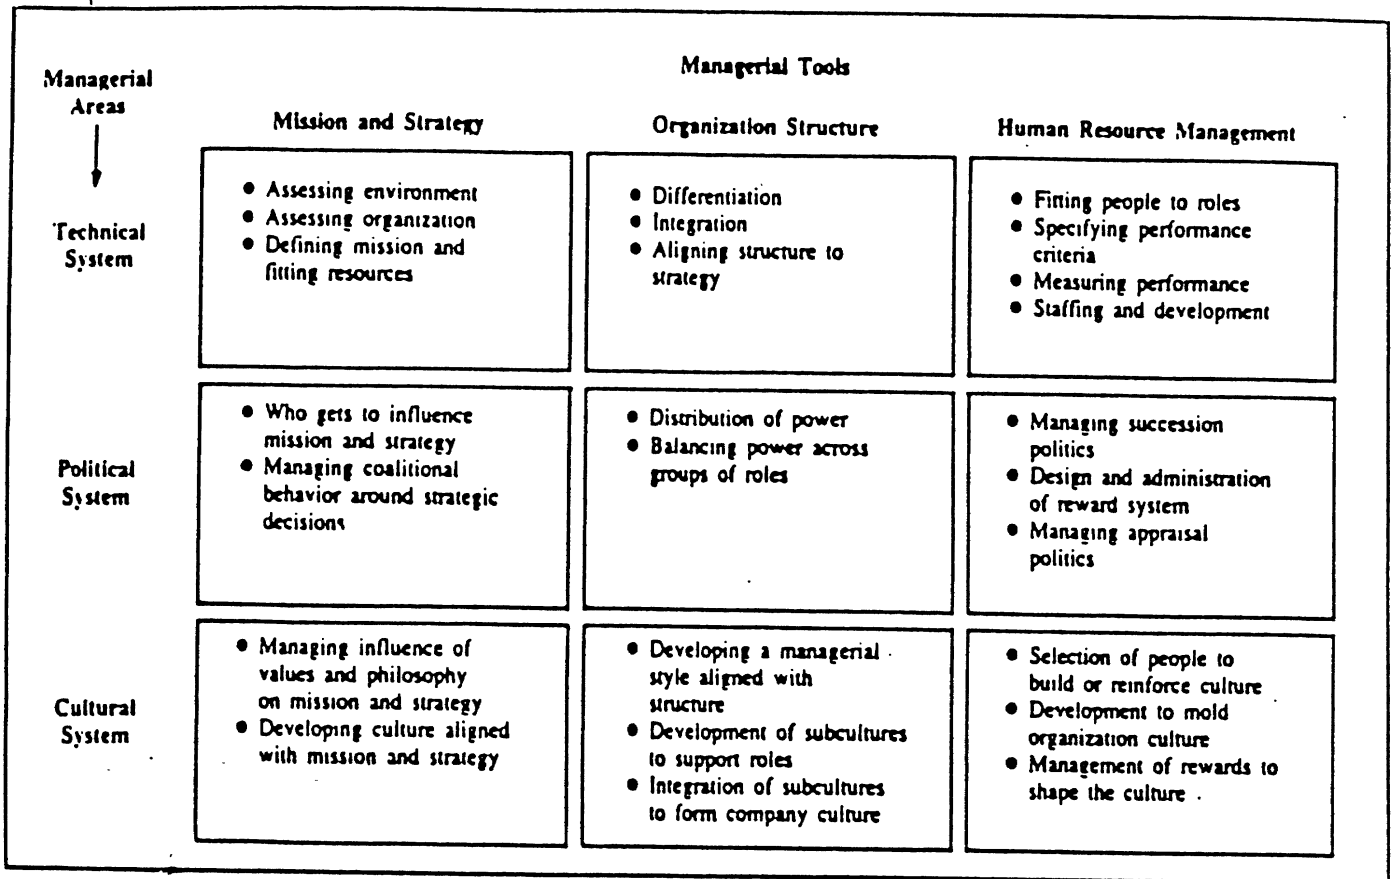 Managerial Tools
Managerial
Areas
Mission and Strategy
Organization Structure
Human Resource Management
Technical
System
● Assessing environment
● Assessing organization
● Defining mission and
fitting resources
● Differentiation
● Integration
● Aligning structure to
strategy
● Fitting people to roles
● Specifying performance
criteria
● Measuring performance
● Staffing and development
Political
System
● Who gets to influence
mission and strategy
● Managing coalitional
behavior around strategic
decisions
● Distribution of power
● Balancing power across
groups of roles
● Managing succession
politics
● Design and administration
of reward system
● Managing appraisal
politics
Cultural
System
● Managing influence of
values and philosophy
on mission and strategy
● Developing culture aligned
with mission and strategy
● Developing a managerial
style aligned with
structure
● Development of subcultures
to support roles
● Integration of subcultures
to form company culture
● Selection of people to
build or reinforce culture
● Development to mold
organization culture
● Management of rewards to
shape the culture